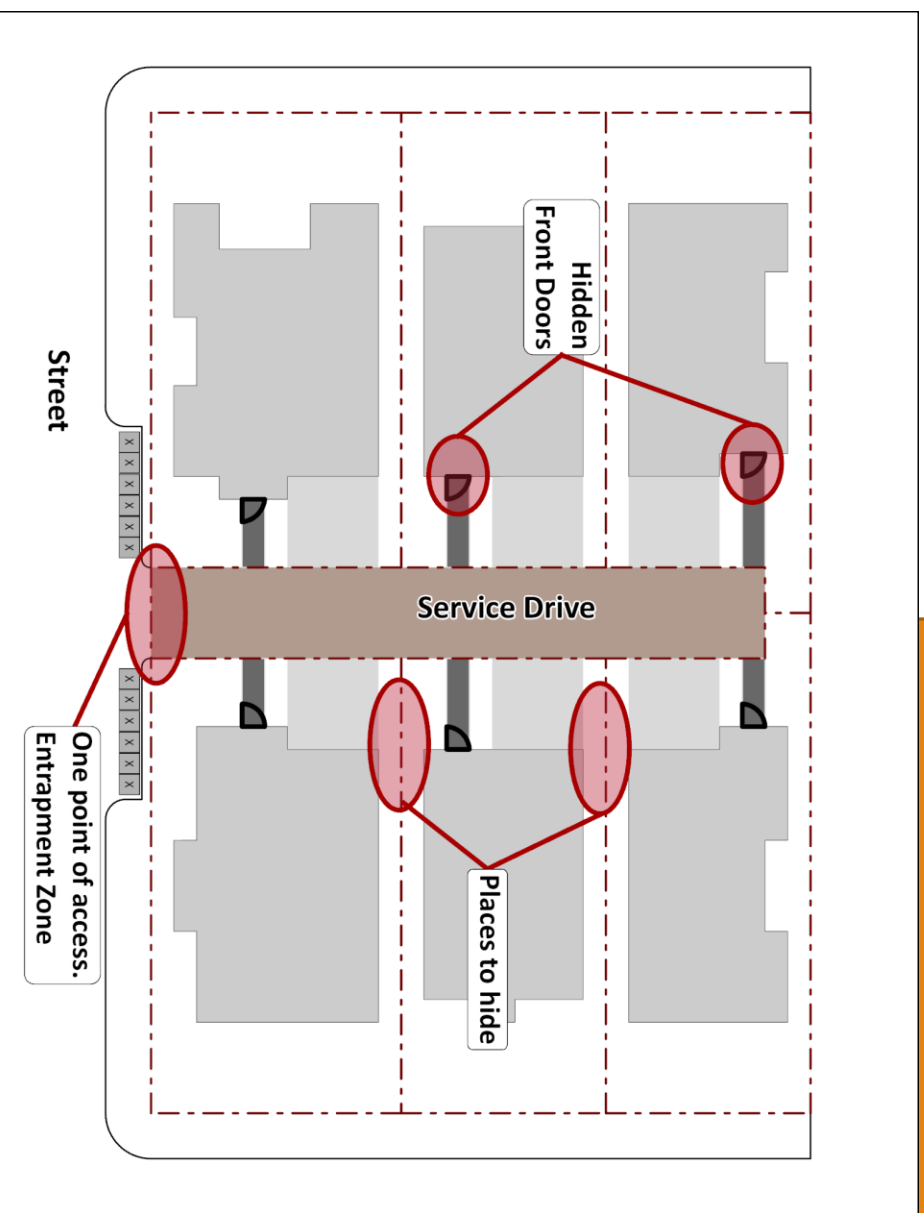 Hidden
Front Doors
Street
X X X X X X
Service Drive
X X X X X X
One point of access.
Entrapment Zone
Places to hide